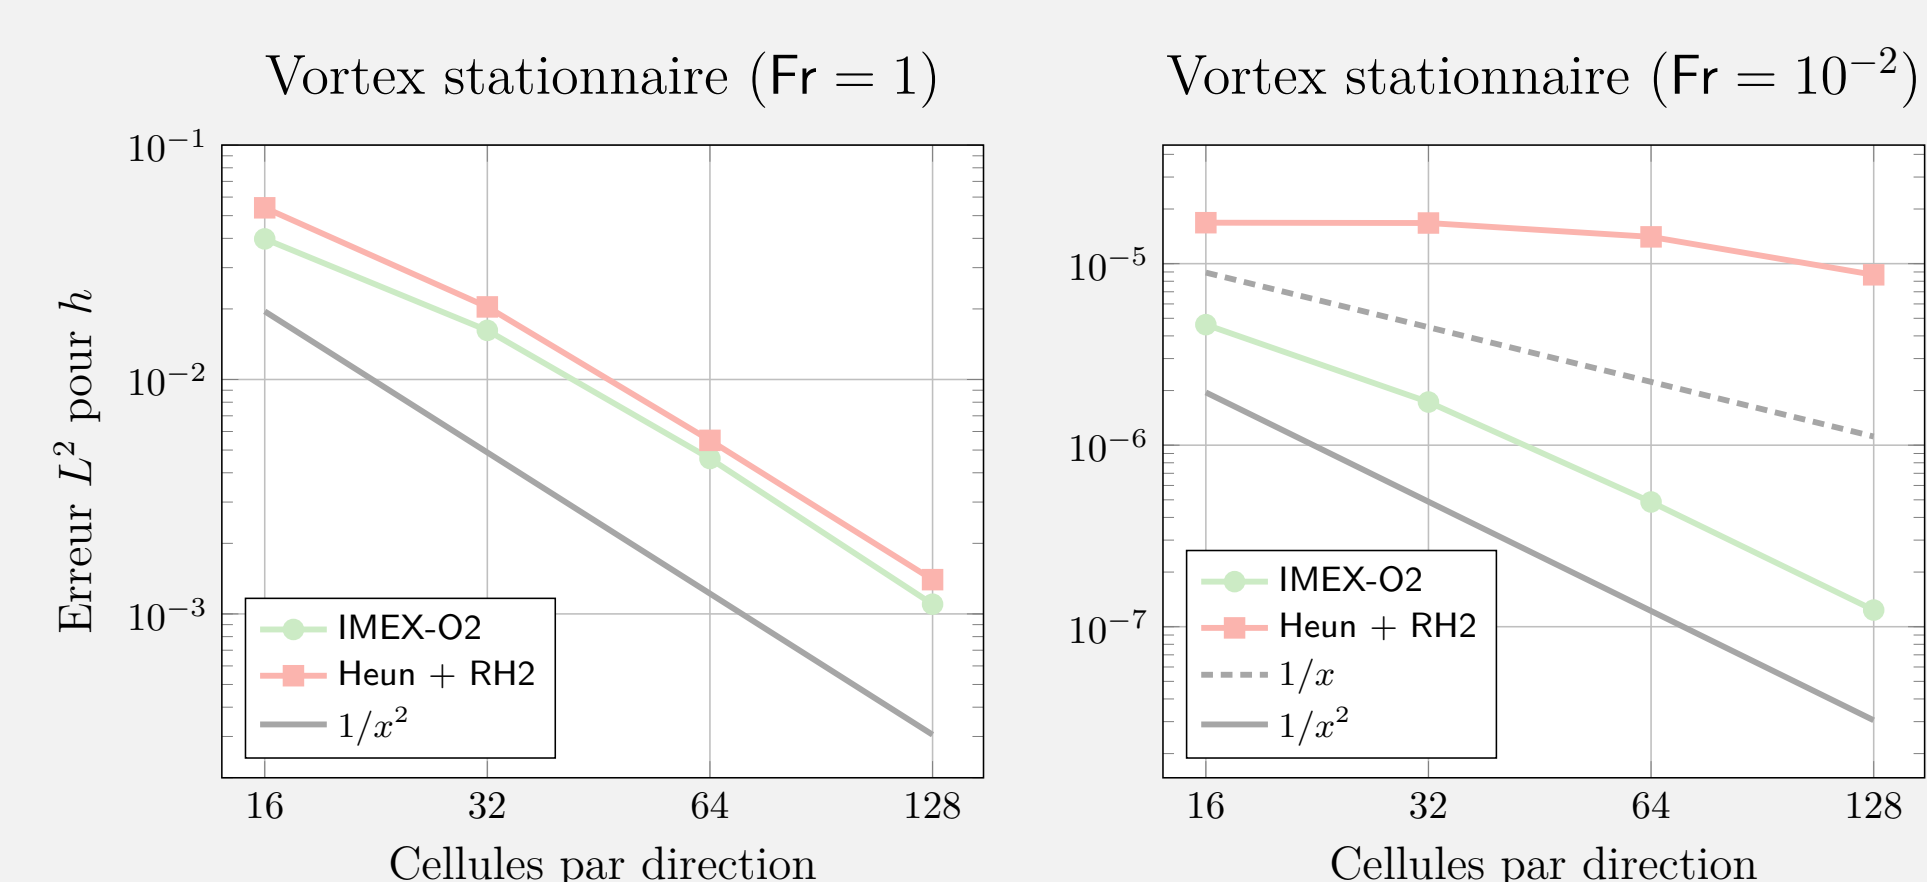 Vortex stationnaire (Fr = 1)
10⁻¹
10⁻²
10⁻³
Erreur L² pour h
IMEX-O2
Heun + RH2
1/x²
16 32 64 128
Cellules par direction
Vortex stationnaire (Fr = 10⁻²)
10⁻⁵
10⁻⁶
10⁻⁷
IMEX-O2
Heun + RH2
1/x
1/x²
16 32 64 128
Cellules par direction